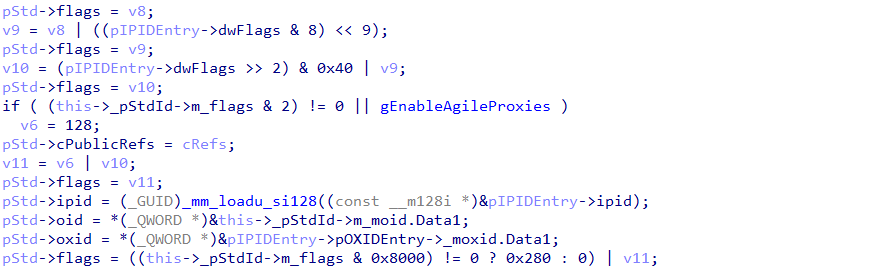 pStd->flags = v8;
v9 = v8 | ((pIPIDEntry->dwFlags & 8) << 9);
pStd->flags = v9;
v10 = (pIPIDEntry->dwFlags >> 2) & 0x40 | v9;
pStd->flags = v10;
if ( (this->_pStdId->m_flags & 2) != 0 || gEnableAgileProxies )
  v6 = 128;
pStd->cPublicRefs = cRefs;
v11 = v6 | v10;
pStd->flags = v11;
pStd->ipid = (_GUID)_mm_loadu_si128((const __m128i *)&pIPIDEntry->ipid);
pStd->oid = *(_QWORD *)&this->_pStdId->m_moid.Data1;
pStd->oxid = *(_QWORD *)&pIPIDEntry->pOXIDEntry->_moxid.Data1;
pStd->flags = ((this->_pStdId->m_flags & 0x8000) != 0 ? 0x280 : 0) | v11;